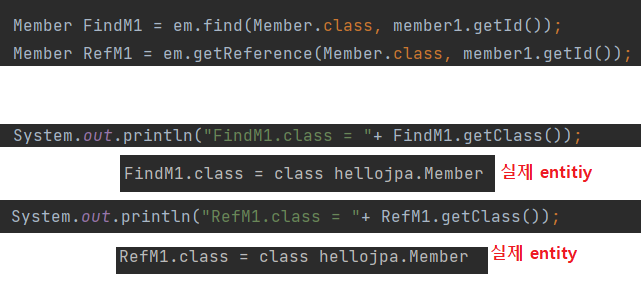 Member FindM1 = em.find(Member.class, member1.getId());
Member RefM1 = em.getReference(Member.class, member1.getId());
System.out.println("FindM1.class = "+ FindM1.getClass());
FindM1.class = class hellojpa.Member 실제 entitiy
System.out.println("RefM1.class = "+ RefM1.getClass());
RefM1.class = class hellojpa.Member 실제 entity